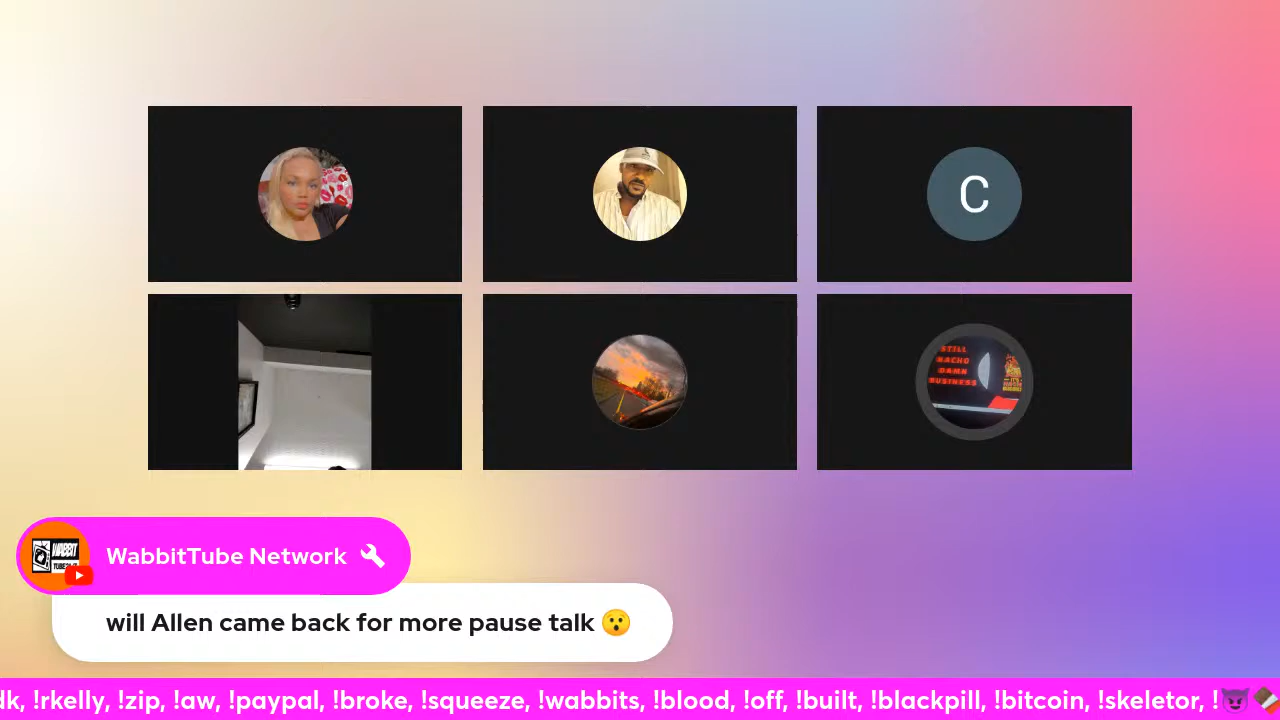 C
STILL
NACHO
DAMN
BUSINESS
WabbitTube Network
WABBIT
will Allen came back for more pause talk 😯
dk, !rkelly, !zip, !aw, !paypal, !broke, !squeeze, !wabbits, !blood, !off, !built, !blackpill, !bitcoin, !skeletor, !😈🍫